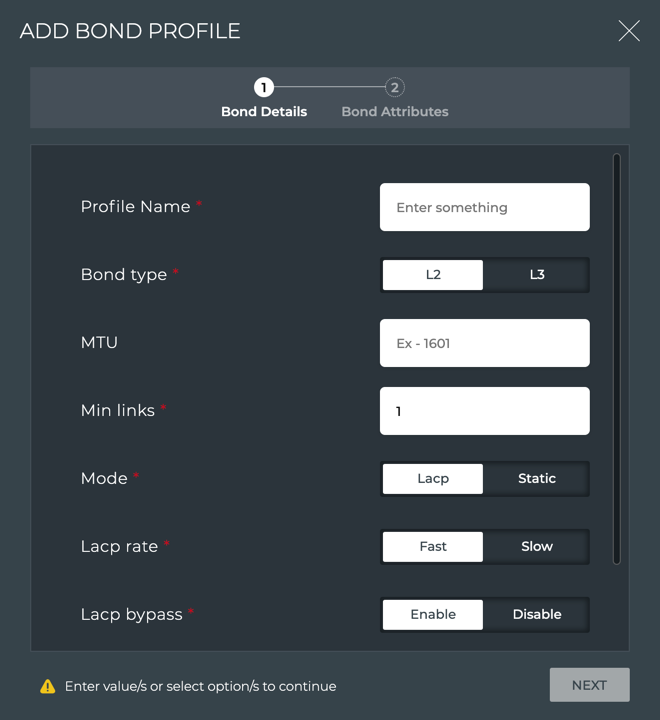 ADD BOND PROFILE
1
2
Bond Details
Bond Attributes
Profile Name *
Enter something
Bond type *
L2
L3
MTU
Ex - 1601
Min links *
1
Mode *
Lacp
Static
Lacp rate *
Fast
Slow
Lacp bypass *
Enable
Disable
Enter value/s or select option/s to continue
NEXT